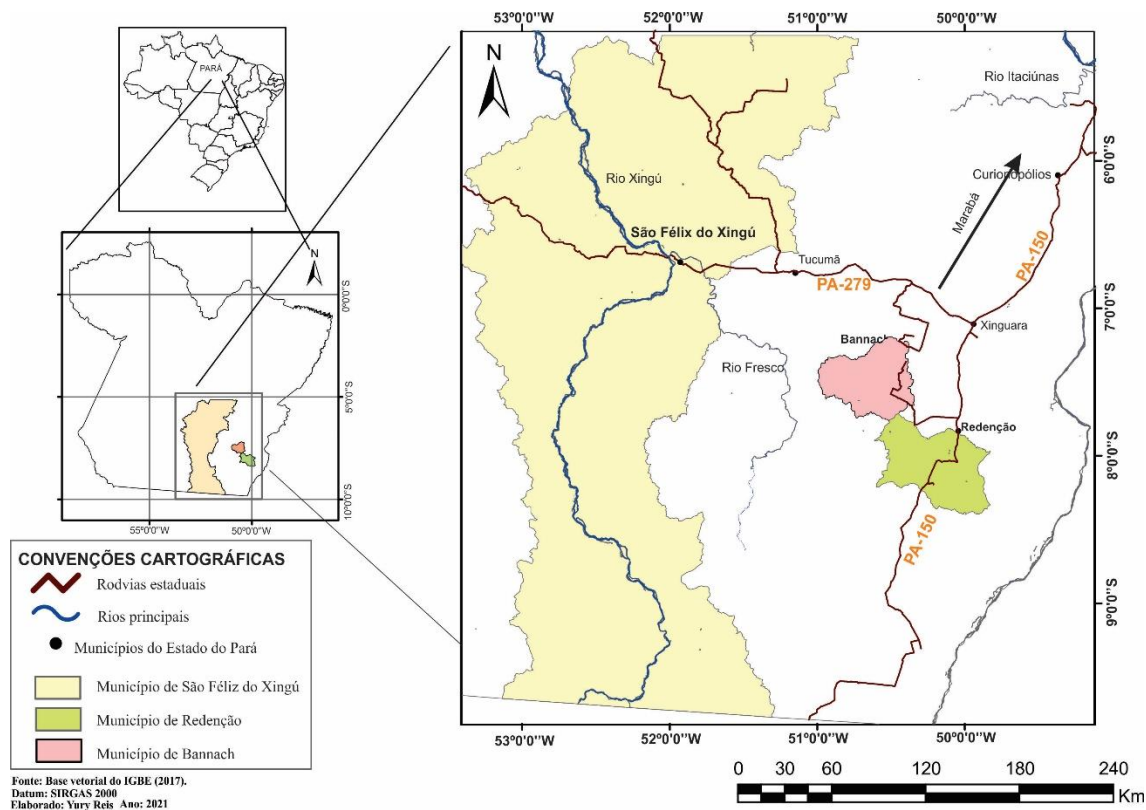 PARÁ
N
0°0'0"S
5°0'0"S
10°0'0"S
55°0'0"W
50°0'0"W
CONVENÇÕES CARTOGRÁFICAS
Rodvias estaduais
Rios principais
Municípios do Estado do Pará
Município de São Féliz do Xingú
Município de Redenção
Município de Bannach
Fonte: Base vetorial do IGBE (2017).
Datum: SIRGAS 2000
Elaborado: Yury Reis Ano: 2021
53°0'0''W 52°0'0''W 51°0'0''W 50°0'0''W
N
Rio Itaciúnas
Curionopólios
Rio Xingú
Marabá
São Félix do Xingú
Tucumã
PA-279
PA-150
Xinguara
Bannach
Rio Fresco
Redenção
PA-150
6°0'0''S
7°0'0''S
8°0'0''S
9°0'0''S
53°0'0''W 52°0'0''W 51°0'0''W 50°0'0''W
0 30 60 120 180 240
Km